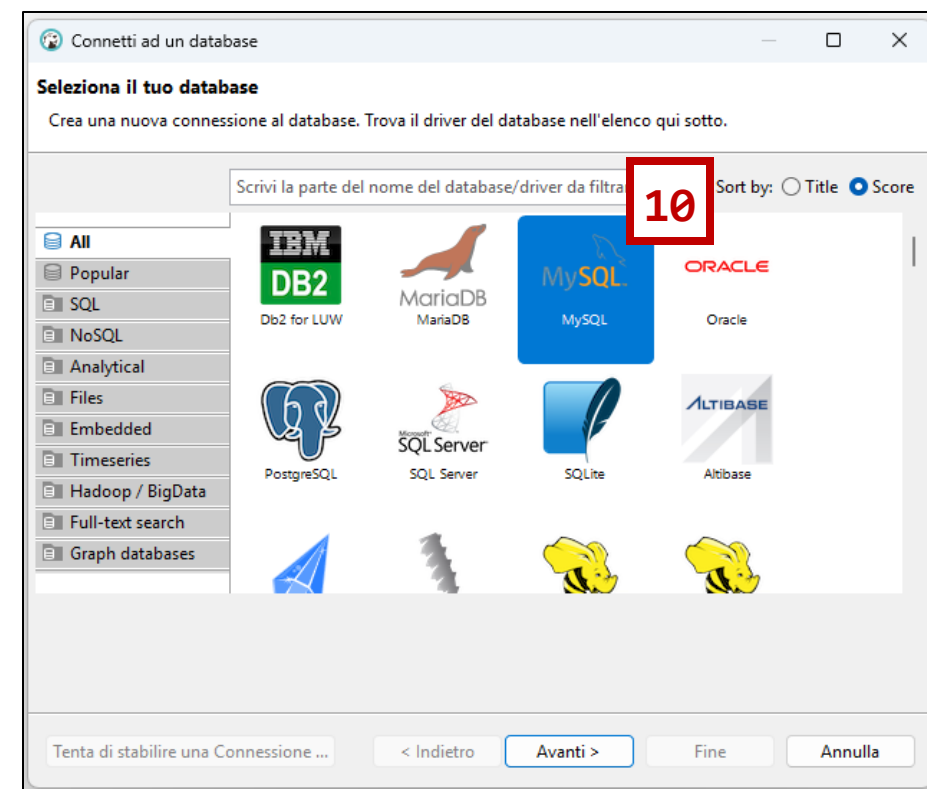 Connetti ad un database
Seleziona il tuo database
Crea una nuova connessione al database. Trova il driver del database nell'elenco qui sotto.
Scrivi la parte del nome del database/driver da filtrar
10
Sort by: Title Score
All
Popular
SQL
NoSQL
Analytical
Files
Embedded
Timeseries
Hadoop / BigData
Full-text search
Graph databases
IBM
DB2
MariaDB
MySQL
ORACLE
Db2 for LUW
MariaDB
MySQL
Oracle
Microsoft
SQL Server
ALTIBASE
PostgreSQL
SQL Server
SQLite
Altibase
Tenta di stabilire una Connessione ...
< Indietro
Avanti >
Fine
Annulla